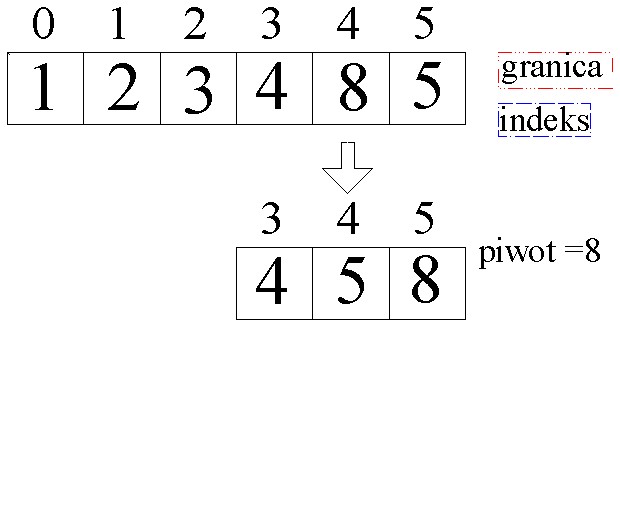 0 1 2 3 4 5
1 2 3 4 8 5
granica
indeks
3 4 5
4 5 8
piwot =8